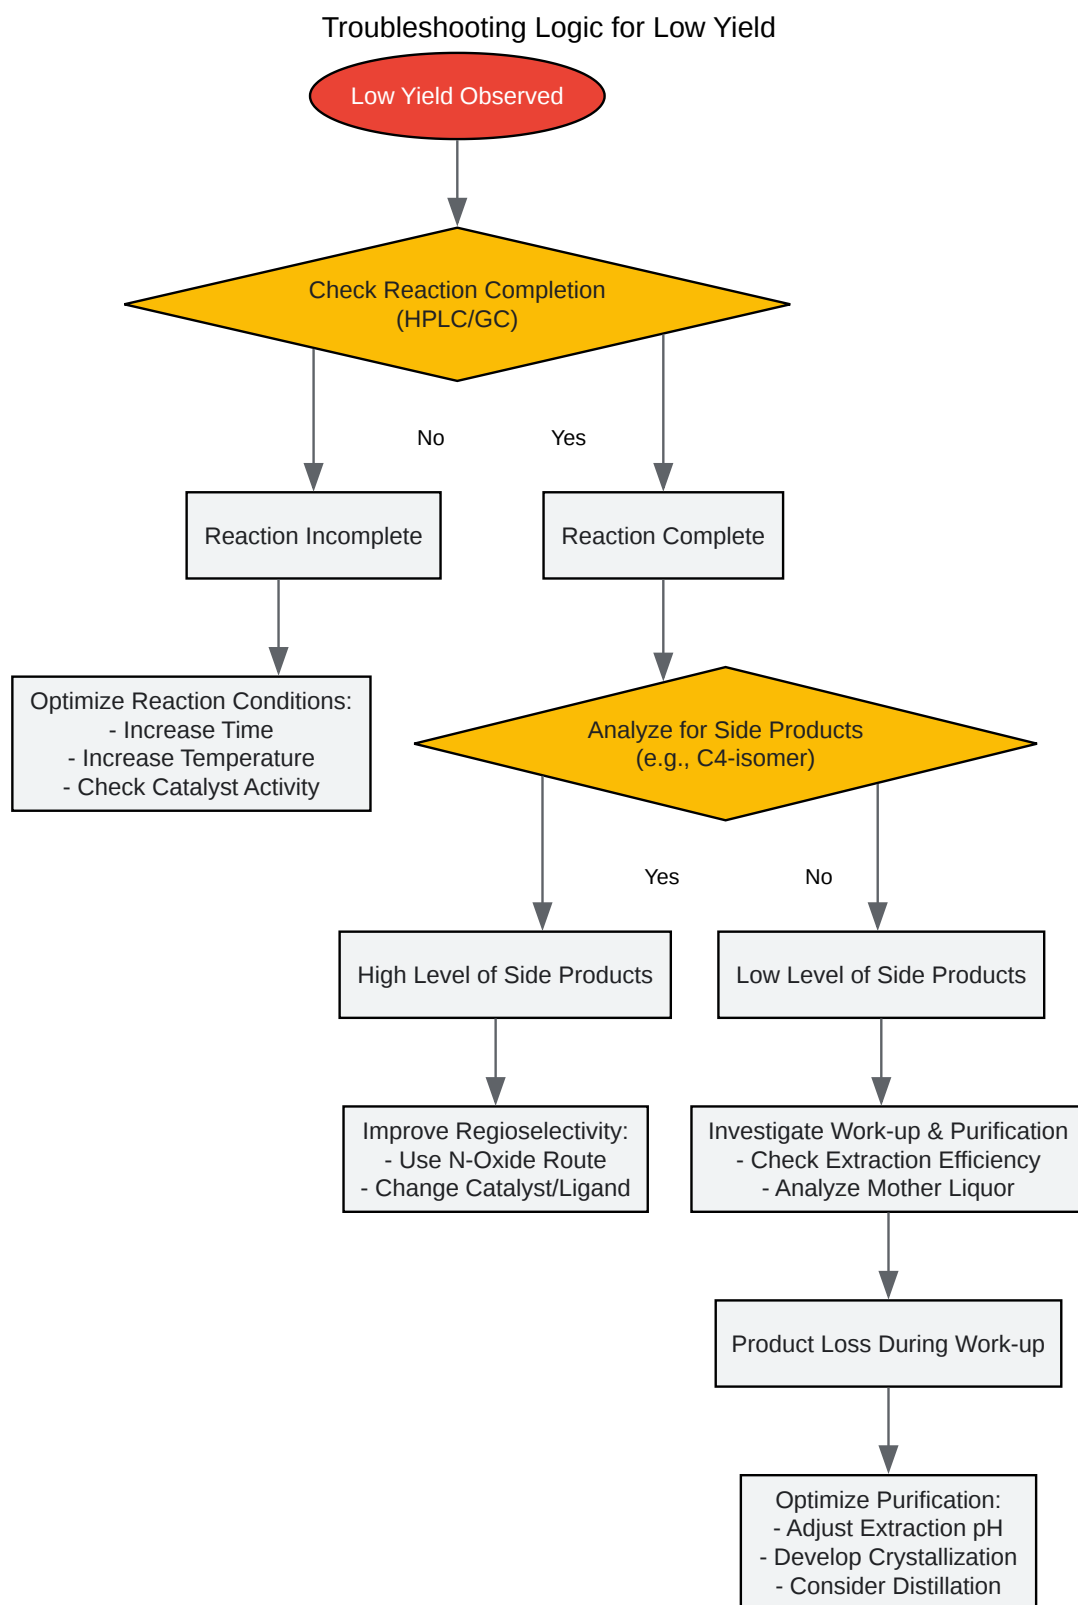 Troubleshooting Logic for Low Yield
Low Yield Observed
Check Reaction Completion
(HPLC/GC)
No
Yes
Reaction Incomplete
Reaction Complete
Optimize Reaction Conditions:
- Increase Time
- Increase Temperature
- Check Catalyst Activity
Analyze for Side Products
(e.g., C4-isomer)
Yes
No
High Level of Side Products
Low Level of Side Products
Improve Regioselectivity:
- Use N-Oxide Route
- Change Catalyst/Ligand
Investigate Work-up & Purification
- Check Extraction Efficiency
- Analyze Mother Liquor
Product Loss During Work-up
Optimize Purification:
- Adjust Extraction pH
- Develop Crystallization
- Consider Distillation